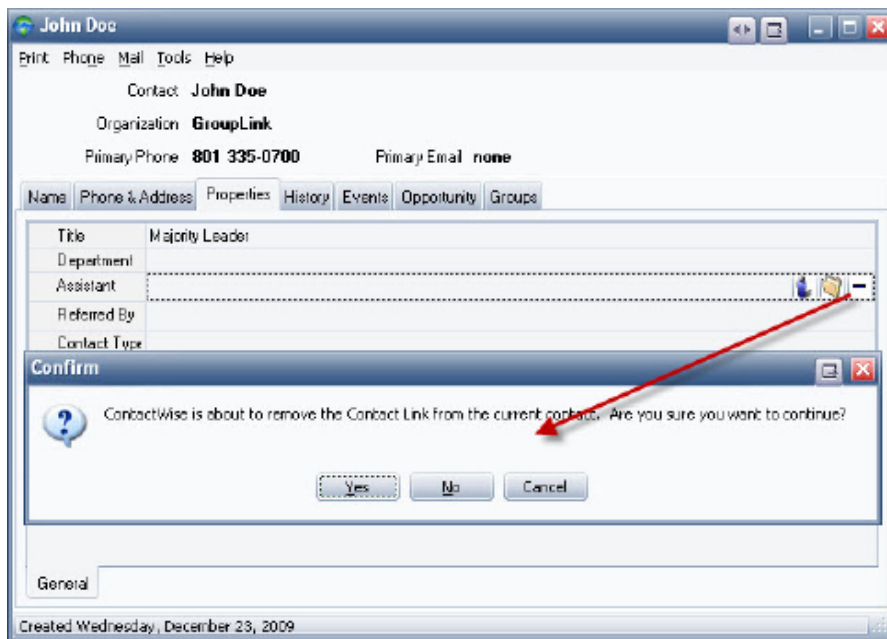 John Doe
Print Phone Mail Tools Help
Contact John Doe
Organization GroupLink
Primary Phone 801 335-0700 Primary Email none
Name Phone & Address Properties History Events Opportunity Groups
Title Majority Leader
Department
Assistant
Referred By
Contact Type
Confirm
ContactWise is about to remove the Contact Link from the current contact. Are you sure you want to continue?
Yes No Cancel
General
Created Wednesday, December 23, 2009